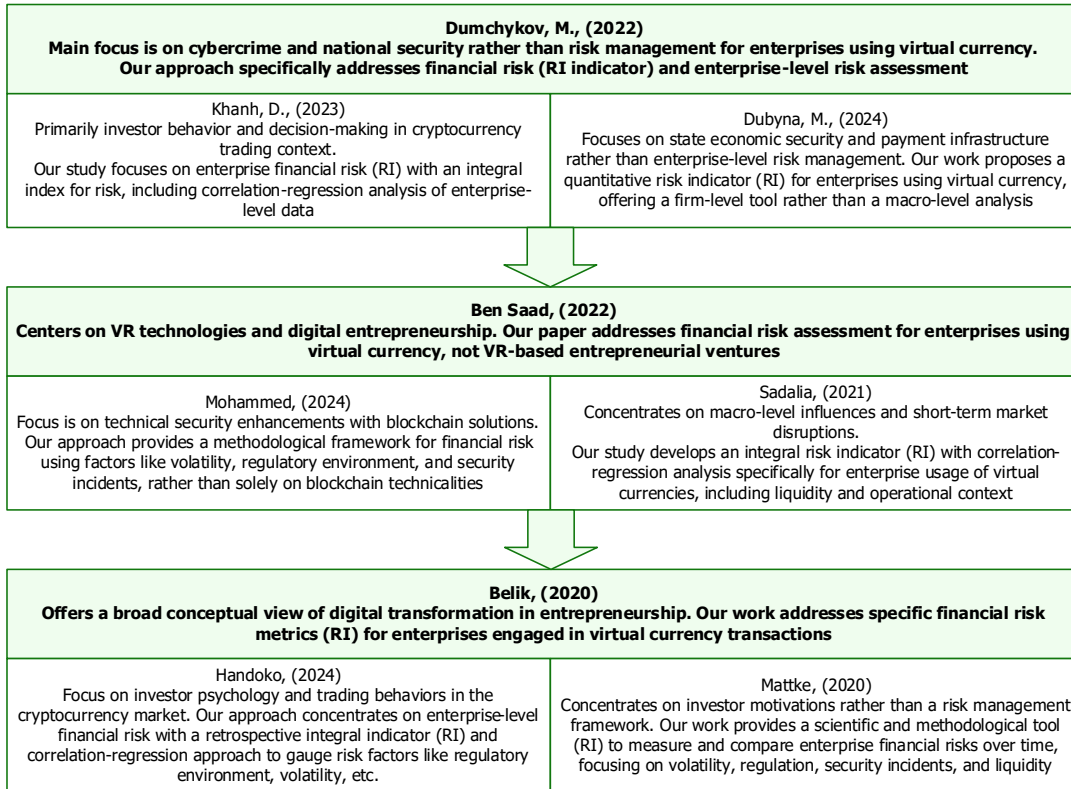 Dumchykov, M., (2022)
Main focus is on cybercrime and national security rather than risk management for enterprises using virtual currency.
Our approach specifically addresses financial risk (RI indicator) and enterprise-level risk assessment
Khanh, D., (2023)
Primarily investor behavior and decision-making in cryptocurrency
trading context.
Our study focuses on enterprise financial risk (RI) with an integral
index for risk, including correlation-regression analysis of enterprise-
level data
Dubyna, M., (2024)
Focuses on state economic security and payment infrastructure
rather than enterprise-level risk management. Our work proposes a
quantitative risk indicator (RI) for enterprises using virtual currency,
offering a firm-level tool rather than a macro-level analysis
Ben Saad, (2022)
Centers on VR technologies and digital entrepreneurship. Our paper addresses financial risk assessment for enterprises using
virtual currency, not VR-based entrepreneurial ventures
Mohammed, (2024)
Focus is on technical security enhancements with blockchain solutions.
Our approach provides a methodological framework for financial risk
using factors like volatility, regulatory environment, and security
incidents, rather than solely on blockchain technicalities
Sadalia, (2021)
Concentrates on macro-level influences and short-term market
disruptions.
Our study develops an integral risk indicator (RI) with correlation-
regression analysis specifically for enterprise usage of virtual
currencies, including liquidity and operational context
Belik, (2020)
Offers a broad conceptual view of digital transformation in entrepreneurship. Our work addresses specific financial risk
metrics (RI) for enterprises engaged in virtual currency transactions
Handoko, (2024)
Focus on investor psychology and trading behaviors in the
cryptocurrency market. Our approach concentrates on enterprise-level
financial risk with a retrospective integral indicator (RI) and
correlation-regression approach to gauge risk factors like regulatory
environment, volatility, etc.
Mattke, (2020)
Concentrates on investor motivations rather than a risk management
framework. Our work provides a scientific and methodological tool
(RI) to measure and compare enterprise financial risks over time,
focusing on volatility, regulation, security incidents, and liquidity